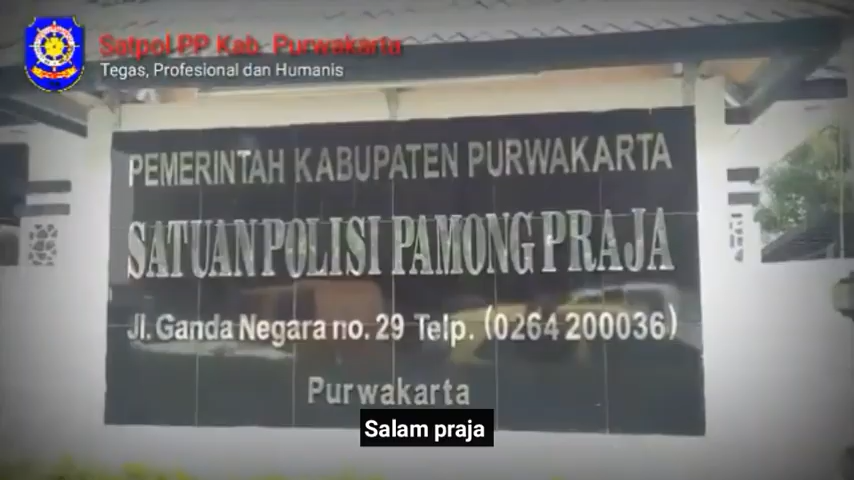 Satpol PP Kab. Purwakarta
Tegas, Profesional dan Humanis
PEMERINTAH KABUPATEN PURWAKARTA
SATUAN POLISI PAMONG PRAJA
Jl. Ganda Negara no. 29 Telp. (0264 200036)
Purwakarta
Salam praja